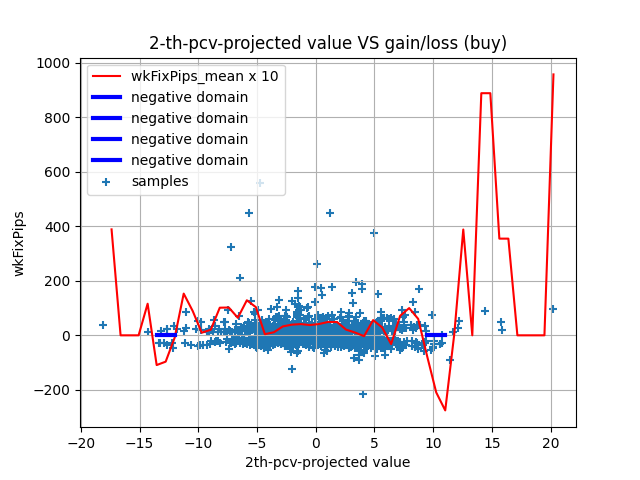 2-th-pcv-projected value VS gain/loss (buy)
1000
800
600
400
200
0
−200
wkFixPips
wkFixPips_mean x 10
negative domain
negative domain
negative domain
negative domain
samples
−20 −15 −10 −5 0 5 10 15 20
2th-pcv-projected value